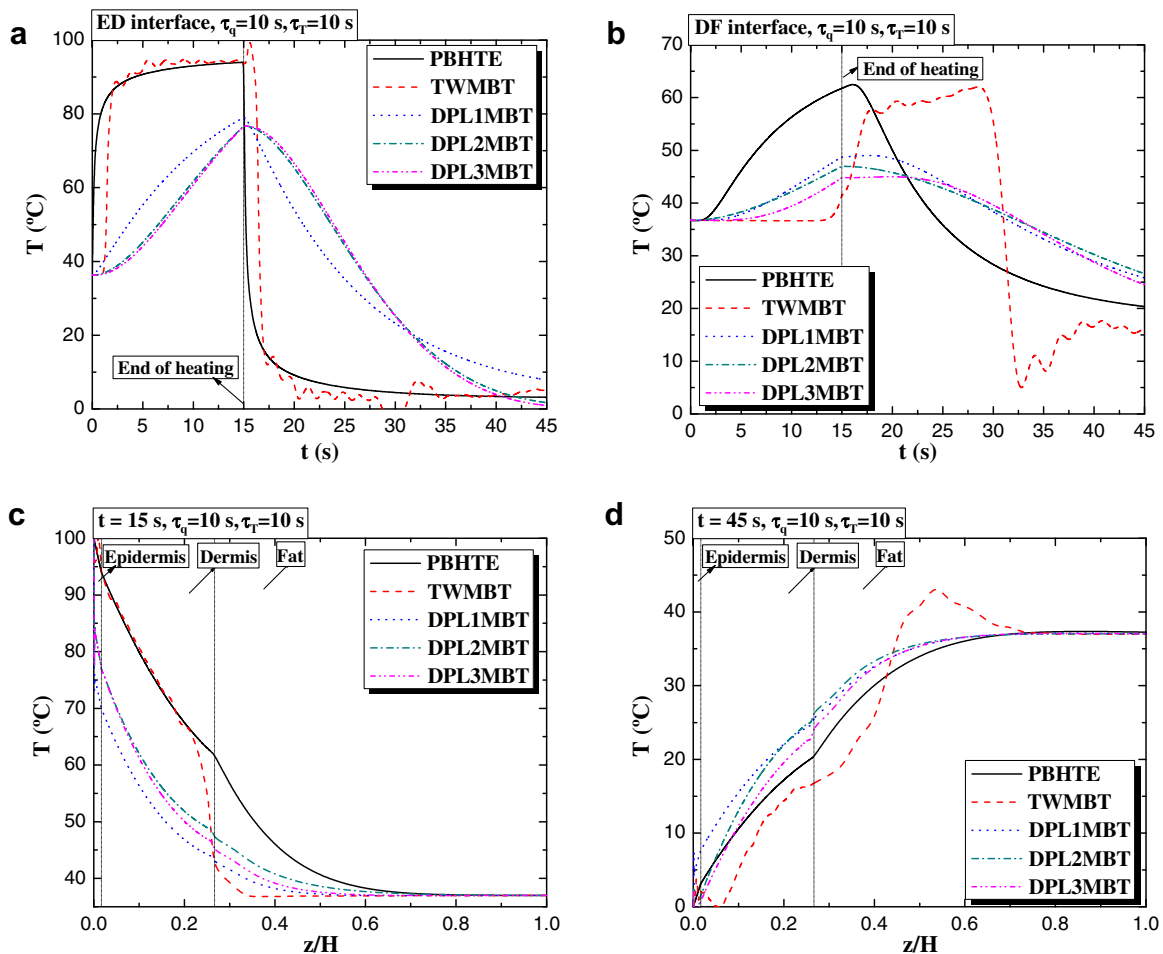 a
ED interface, τq=10 s, τT=10 s
100
80
60
40
20
0
T (ºC)
PBHTE
TWMBT
DPL1MBT
DPL2MBT
DPL3MBT
End of heating
0 5 10 15 20 25 30 35 40 45
t (s)
b
DF interface, τq=10 s, τT=10 s
70
60
50
40
30
20
10
0
T (ºC)
End of heating
PBHTE
TWMBT
DPL1MBT
DPL2MBT
DPL3MBT
0 5 10 15 20 25 30 35 40 45
t (s)
c
t = 15 s, τq=10 s, τT=10 s
100
90
80
70
60
50
40
T (ºC)
Epidermis
Dermis
Fat
PBHTE
TWMBT
DPL1MBT
DPL2MBT
DPL3MBT
0.0 0.2 0.4 0.6 0.8 1.0
z/H
d
t = 45 s, τq=10 s, τT=10 s
50
40
30
20
10
0
T (ºC)
Epidermis
Dermis
Fat
PBHTE
TWMBT
DPL1MBT
DPL2MBT
DPL3MBT
0.0 0.2 0.4 0.6 0.8 1.0
z/H